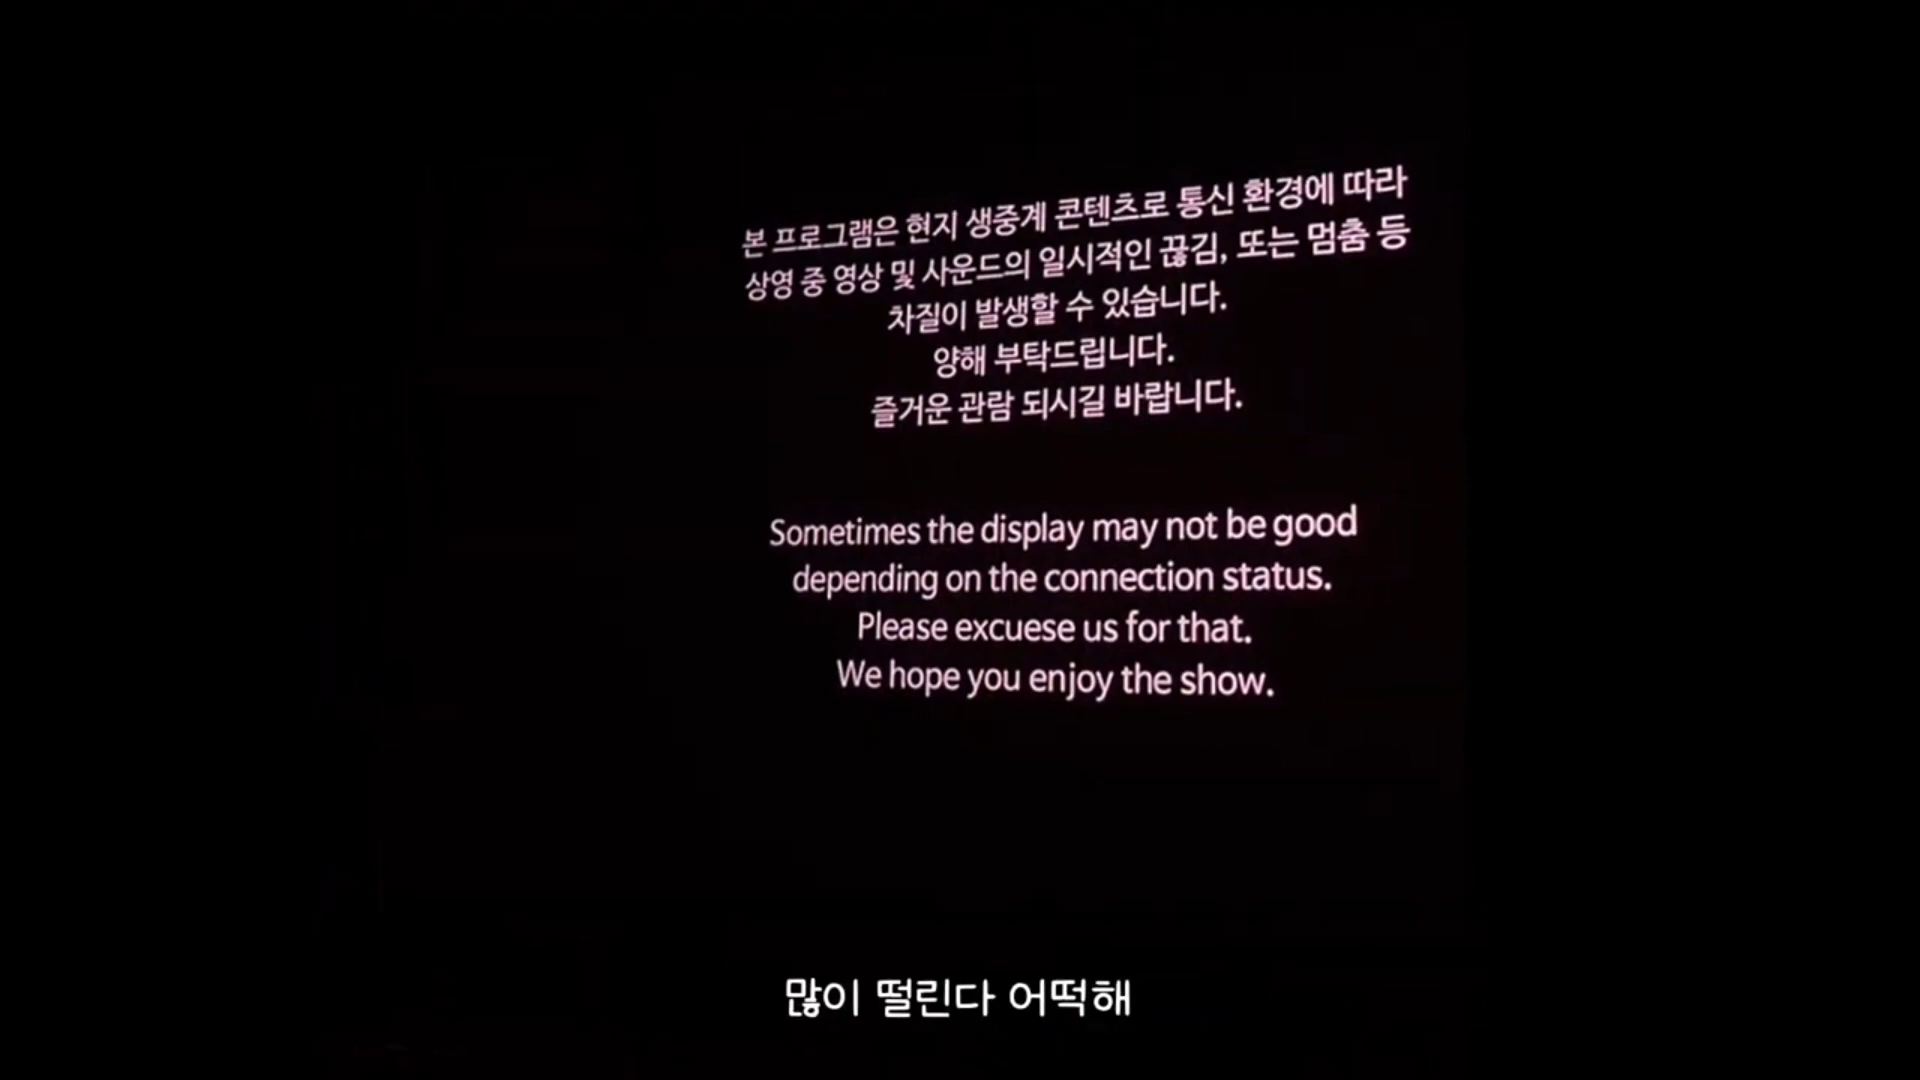 본 프로그램은 현지 생중계 콘텐츠로 통신 환경에 따라
상영 중 영상 및 사운드의 일시적인 끊김, 또는 멈춤 등
차질이 발생할 수 있습니다.
양해 부탁드립니다.
즐거운 관람 되시길 바랍니다.
Sometimes the display may not be good
depending on the connection status.
Please excuese us for that.
We hope you enjoy the show.
많이 떨린다 어떡해